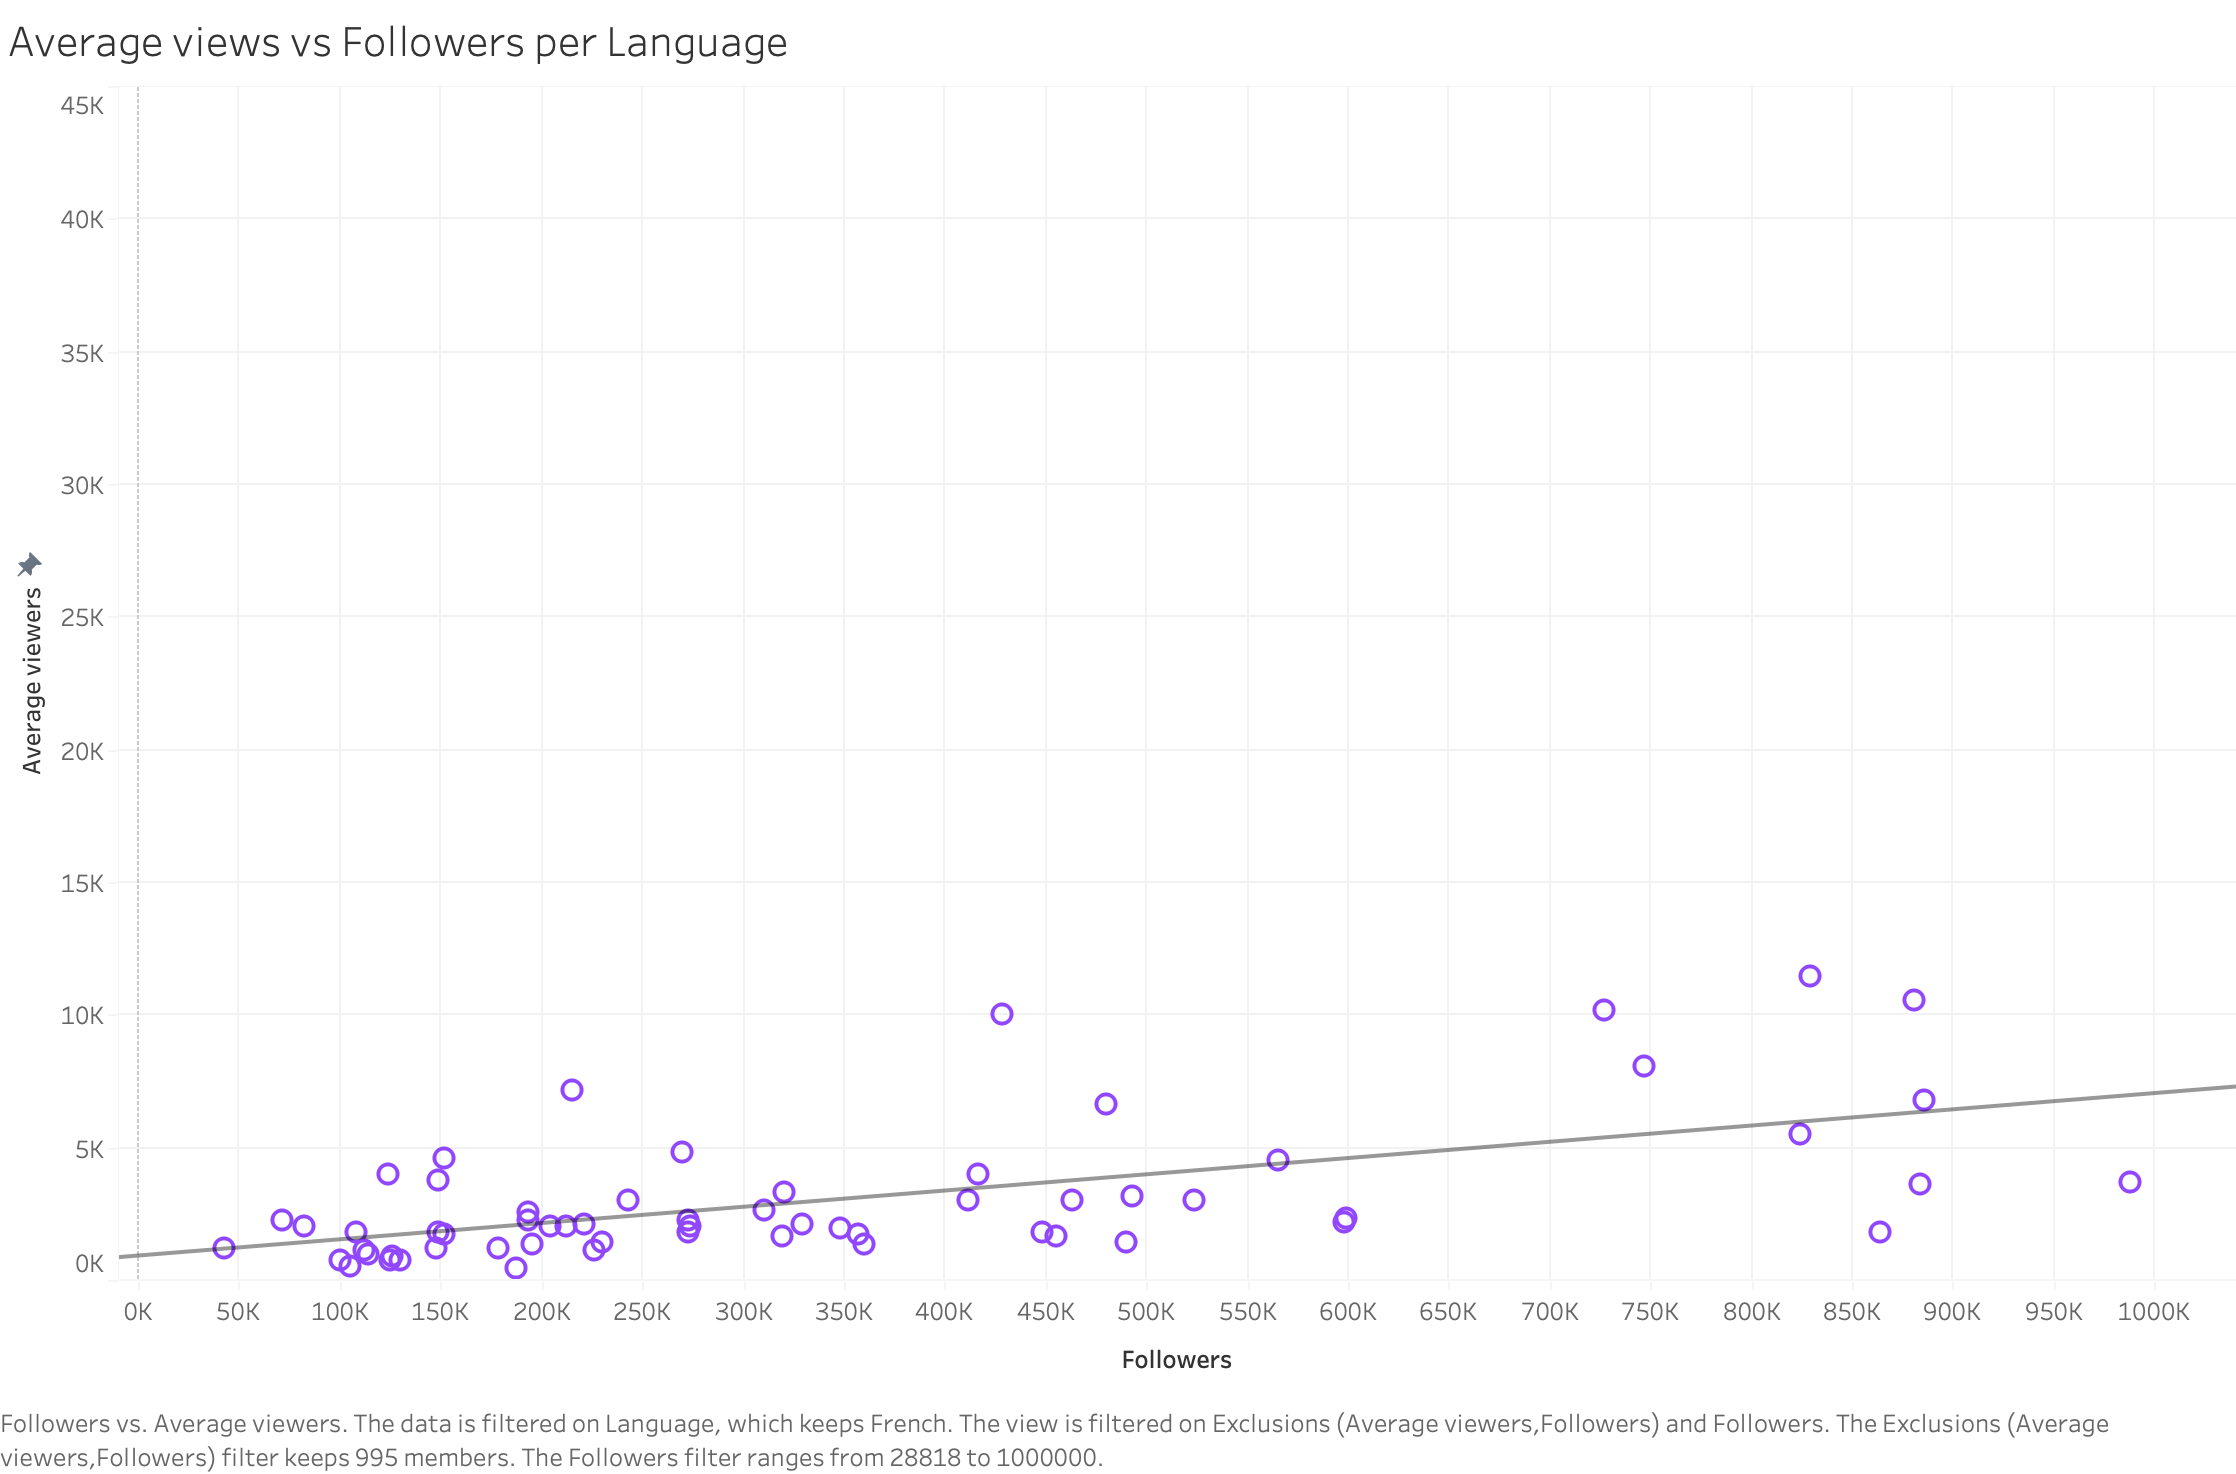 Average views vs Followers per Language
45K
40K
35K
30K
25K
20K
15K
10K
5K
0K
Average viewers
0K 50K 100K 150K 200K 250K 300K 350K 400K 450K 500K 550K 600K 650K 700K 750K 800K 850K 900K 950K 1000K
Followers
Followers vs. Average viewers. The data is filtered on Language, which keeps French. The view is filtered on Exclusions (Average viewers,Followers) and Followers. The Exclusions (Average
viewers,Followers) filter keeps 995 members. The Followers filter ranges from 28818 to 1000000.